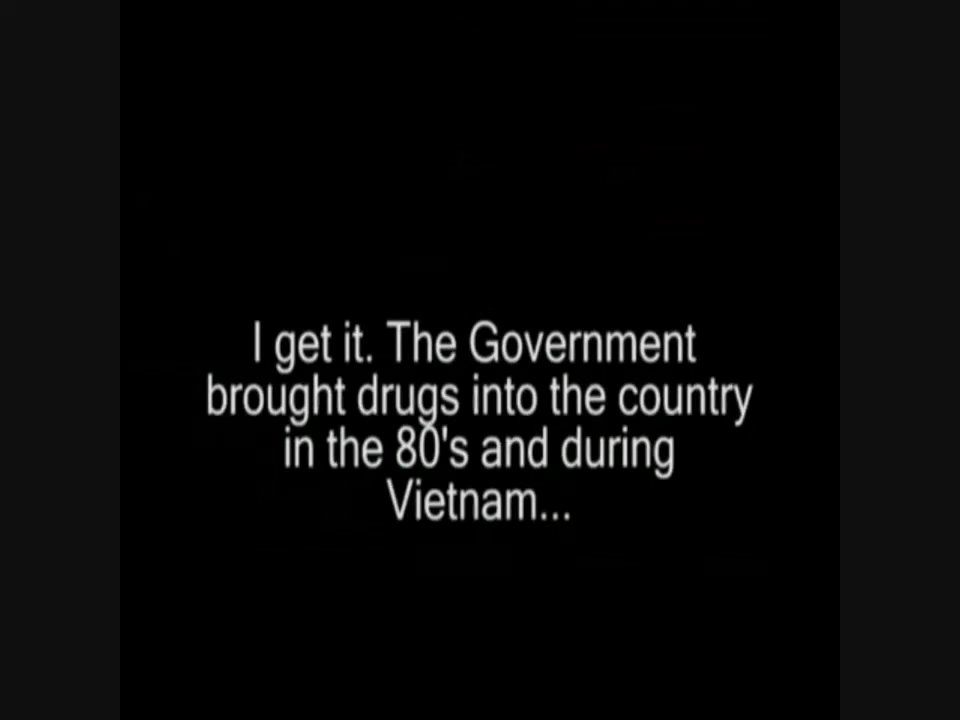 I get it. The Government
brought drugs into the country
in the 80's and during
Vietnam...